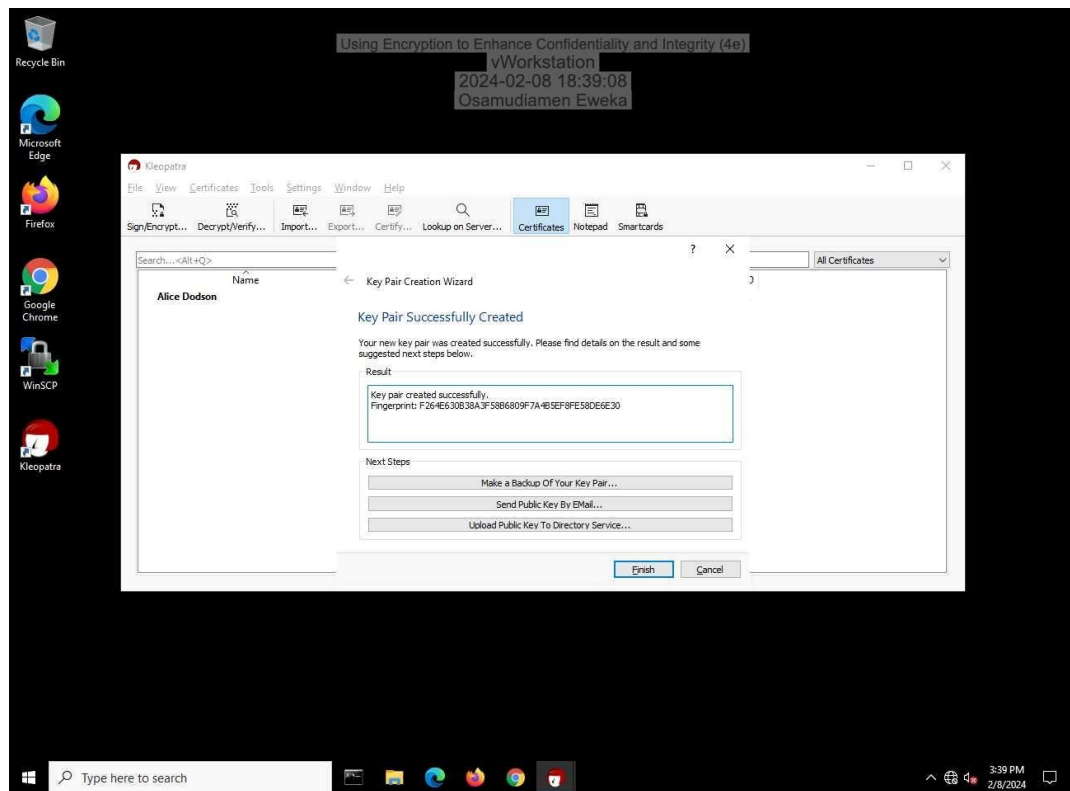 Using Encryption to Enhance Confidentiality and Integrity (4e)
vWorkstation
2024-02-08 18:39:08
Osamudiamen Eweka
Recycle Bin
Microsoft
Edge
Firefox
Google
Chrome
WinSCP
Kleopatra
Kleopatra
File View Certificates Tools Settings Window Help
Sign/Encrypt... Decrypt/Verify... Import... Export... Certify... Lookup on Server... Certificates Notepad Smartcards
Search...<Alt+Q>
All Certificates
Name
Alice Dodson
? 
Key Pair Creation Wizard
Key Pair Successfully Created
Your new key pair was created successfully. Please find details on the result and some
suggested next steps below.
Result
Key pair created successfully.
Fingerprint: F264E630B38A3F58B6809F7A4B5EF8FE58DE6E30
Next Steps
Make a Backup Of Your Key Pair...
Send Public Key By EMail...
Upload Public Key To Directory Service...
Finish Cancel
Type here to search
3:39 PM
2/8/2024